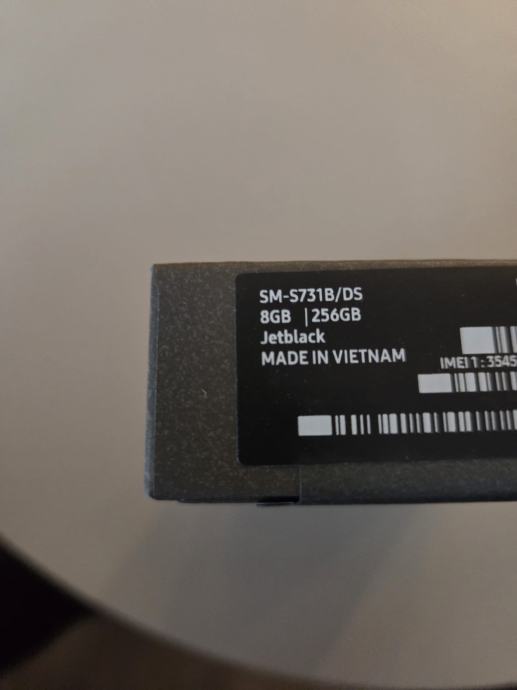 SM-S731B/DS
8GB | 256GB
Jetblack
MADE IN VIETNAM
IMEI 1 : 3545